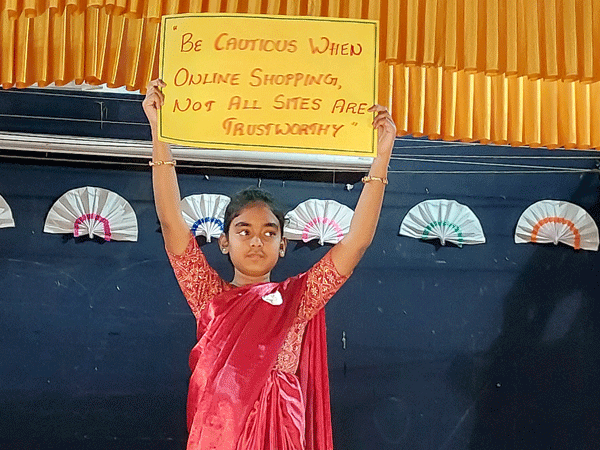 "BE CAUTIOUS WHEN
ONLINE SHOPPING,
NOT ALL SITES ARE
TRUSTWORTHY"